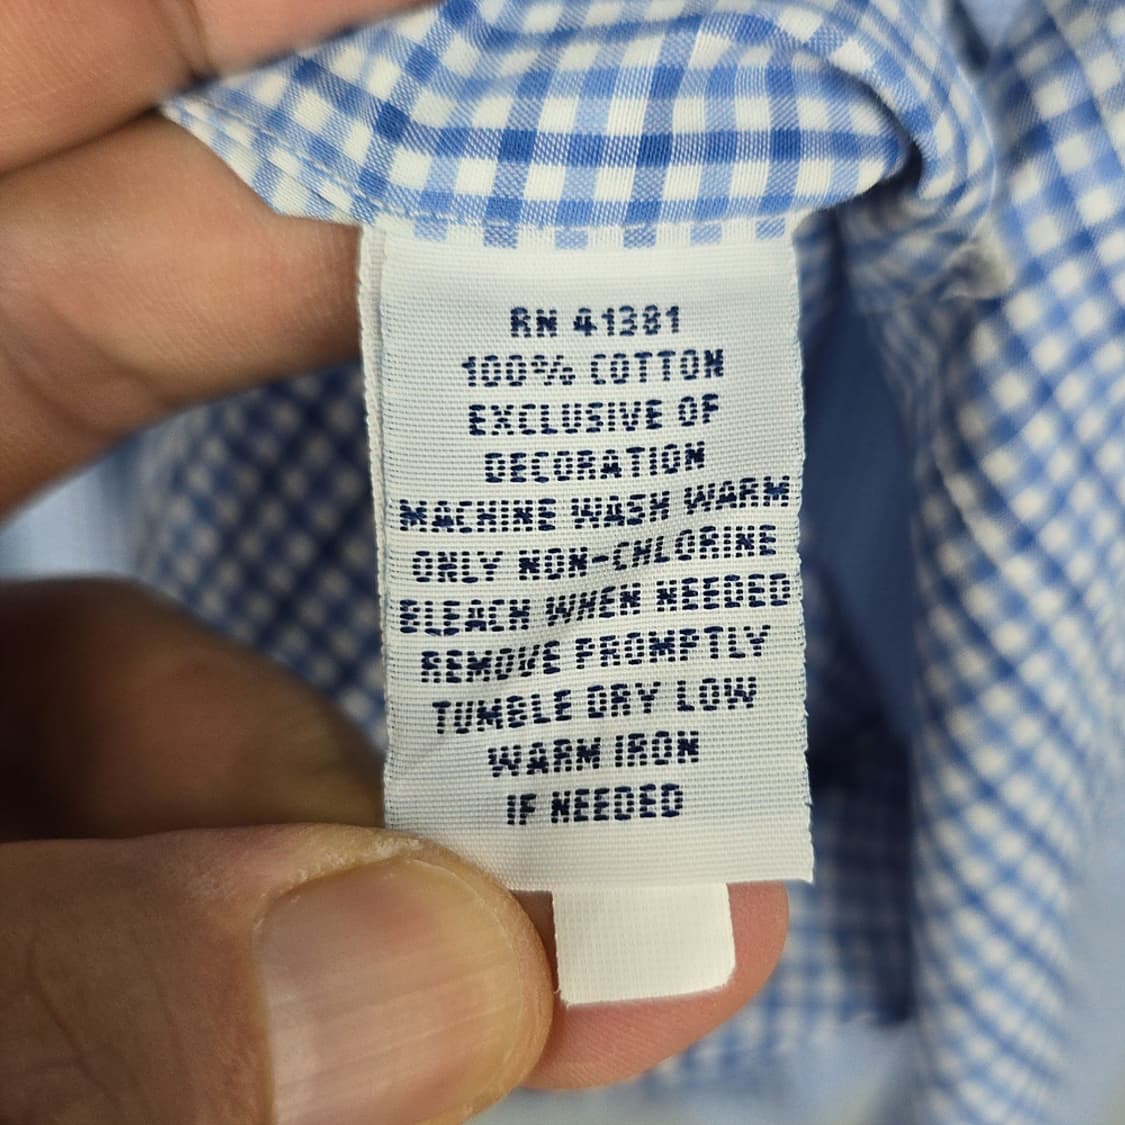 RN 41381
100% COTTON
EXCLUSIVE OF
DECORATION
MACHINE WASH WARM
ONLY NON-CHLORINE
BLEACH WHEN NEEDED
REMOVE PROMPTLY
TUMBLE DRY LOW
WARM IRON
IF NEEDED